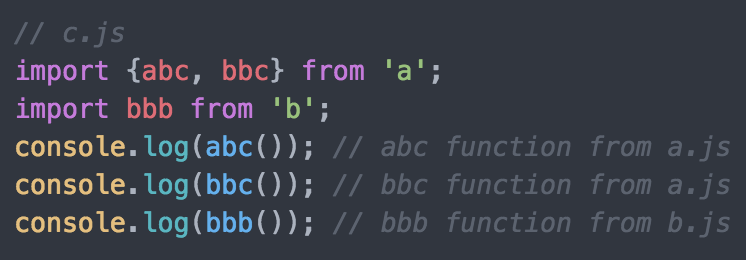 // c.js
import {abc, bbc} from 'a';
import bbb from 'b';
console.log(abc()); // abc function from a.js
console.log(bbc()); // bbc function from a.js
console.log(bbb()); // bbb function from b.js